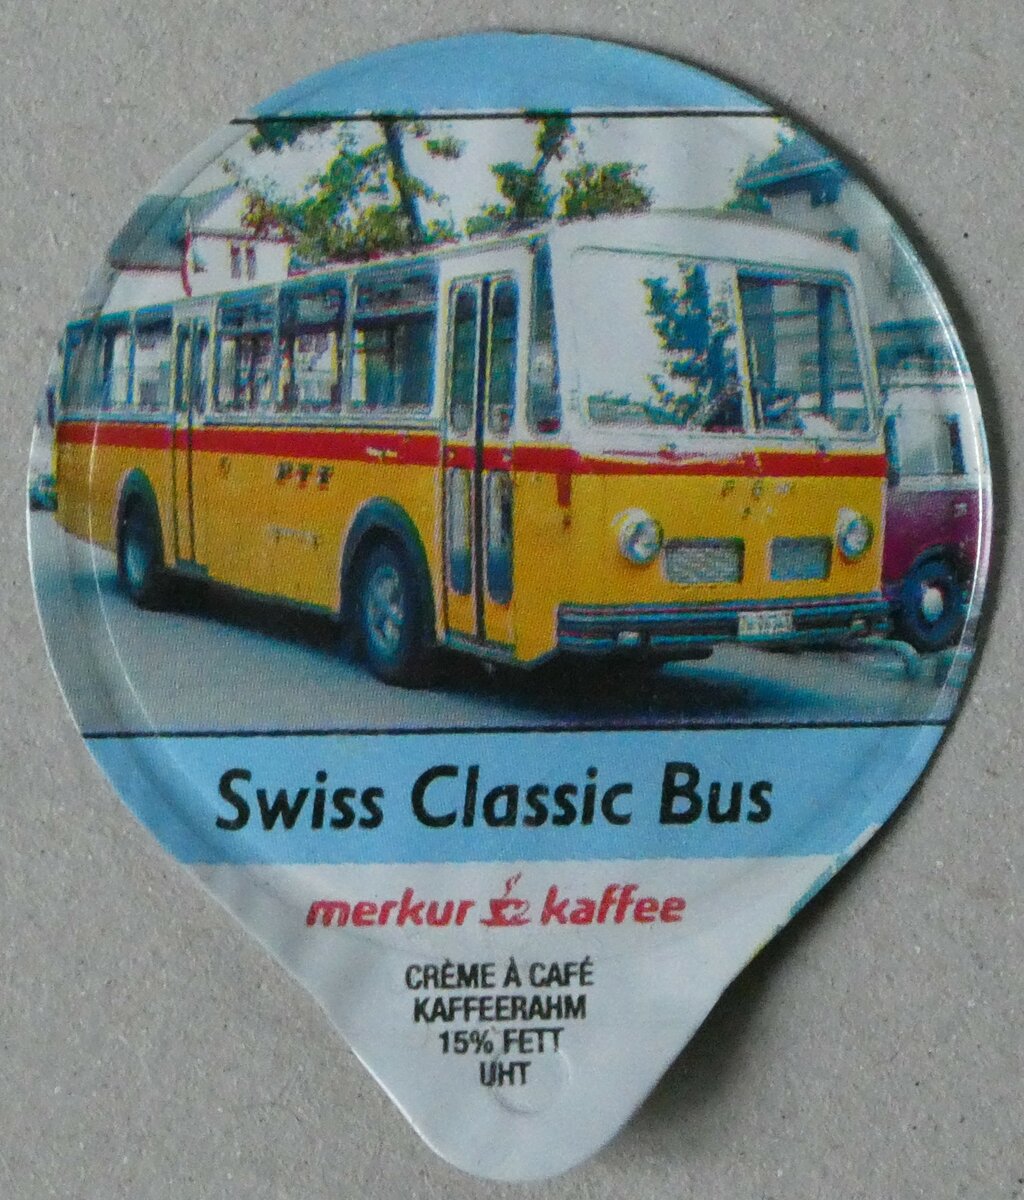 PTT
Swiss Classic Bus
merkur kaffee
CRÈME À CAFÉ
KAFFEERAHM
15% FETT
UHT